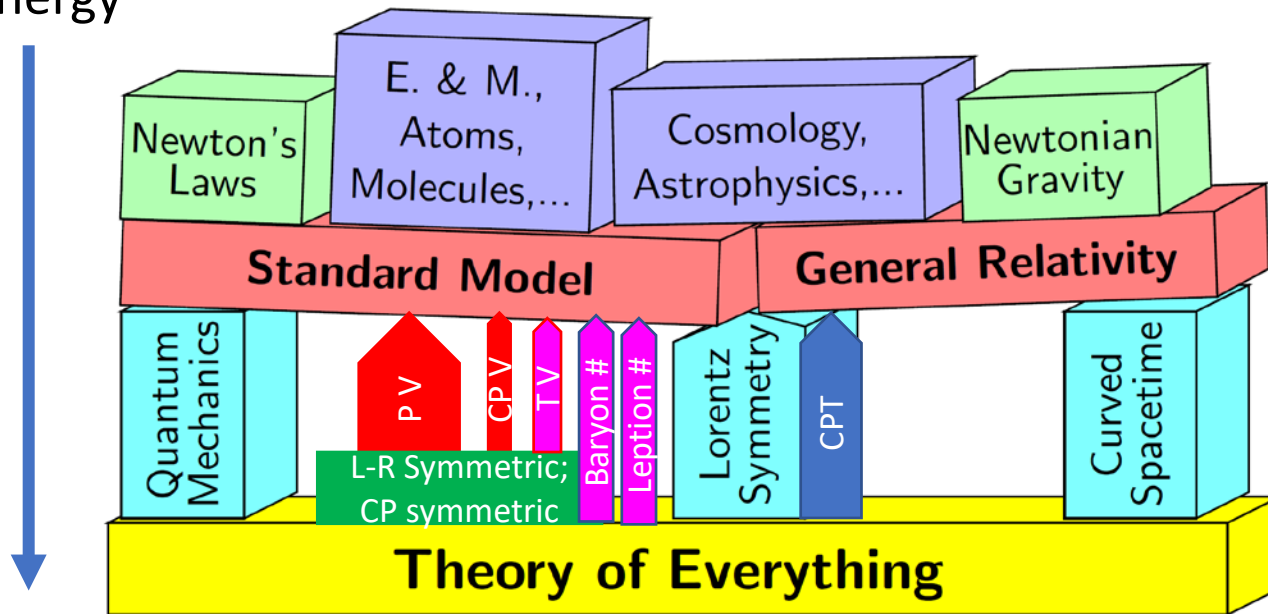 nergy
Newton's
Laws
E. & M.,
Atoms,
Molecules,...
Cosmology,
Astrophysics,...
Newtonian
Gravity
Standard Model
General Relativity
Quantum
Mechanics
P V
CP V
T V
Baryon #
Leption #
Lorentz
Symmetry
CPT
Curved
Spacetime
L-R Symmetric;
CP symmetric
Theory of Everything